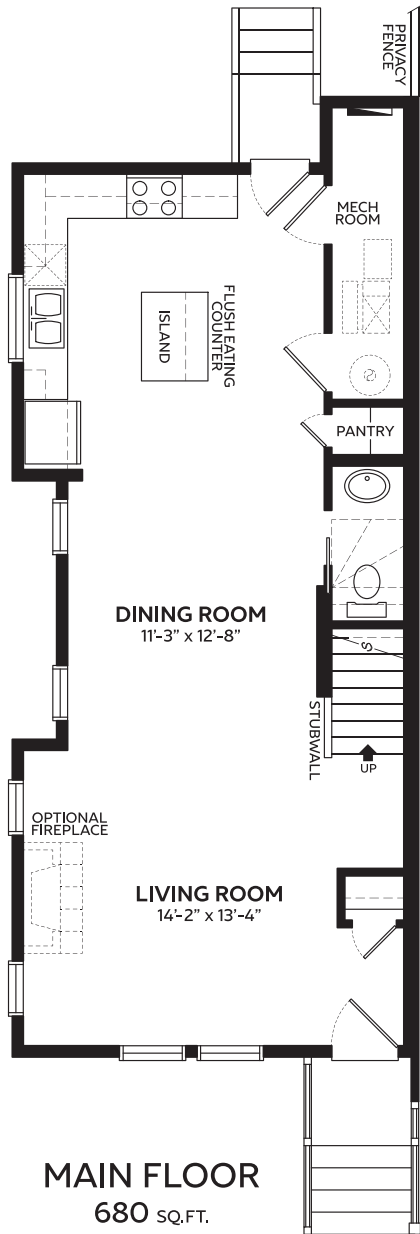 PRIVACY
FENCE
MECH
ROOM
FLUSH EATING
COUNTER
ISLAND
PANTRY
DINING ROOM
11'-3" x 12'-8"
S
STUBWALL
UP
OPTIONAL
FIREPLACE
LIVING ROOM
14'-2" x 13'-4"
MAIN FLOOR
680 SQ.FT.